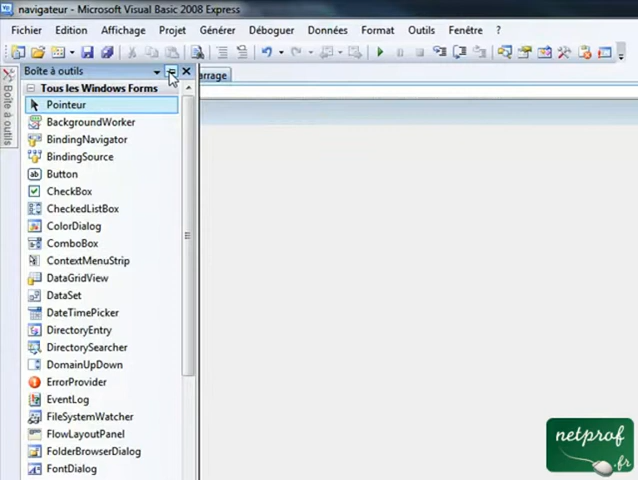 navigateur - Microsoft Visual Basic 2008 Express
Fichier Edition Affichage Projet Générer Déboguer Données Format Outils Fenêtre ?
Boîte à outils
arrage
Boîte à outils
Tous les Windows Forms
Pointeur
BackgroundWorker
BindingNavigator
BindingSource
Button
CheckBox
CheckedListBox
ColorDialog
ComboBox
ContextMenuStrip
DataGridView
DataSet
DateTimePicker
DirectoryEntry
DirectorySearcher
DomainUpDown
ErrorProvider
EventLog
FileSystemWatcher
FlowLayoutPanel
FolderBrowserDialog
FontDialog
netprof
.fr